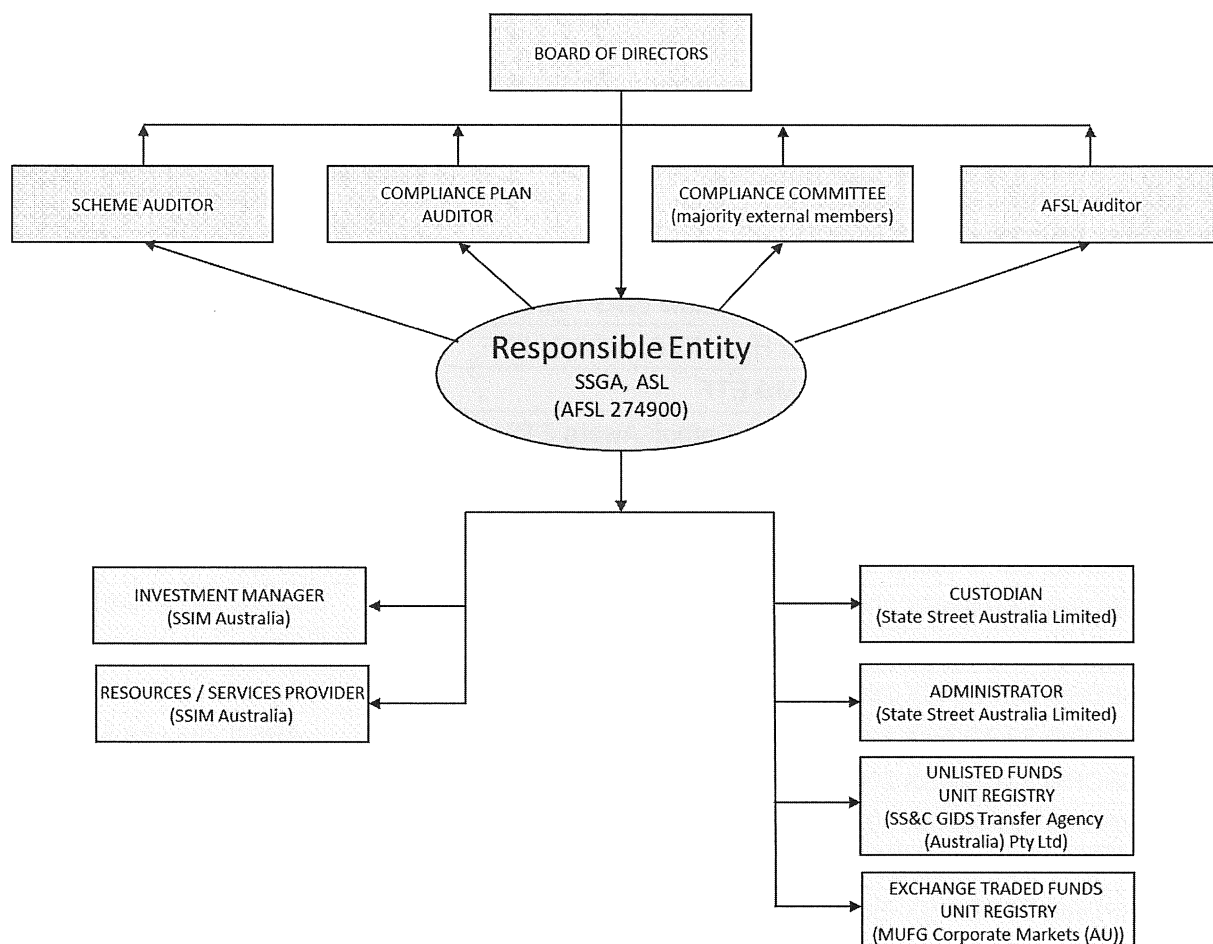 BOARD OF DIRECTORS
SCHEME AUDITOR
COMPLIANCE PLAN
AUDITOR
COMPLIANCE COMMITTEE
(majority external members)
AFSL Auditor
Responsible Entity
SSGA, ASL
(AFSL 274900)
INVESTMENT MANAGER
(SSIM Australia)
RESOURCES / SERVICES PROVIDER
(SSIM Australia)
CUSTODIAN
(State Street Australia Limited)
ADMINISTRATOR
(State Street Australia Limited)
UNLISTED FUNDS
UNIT REGISTRY
(SS&C GIDS Transfer Agency
(Australia) Pty Ltd)
EXCHANGE TRADED FUNDS
UNIT REGISTRY
(MUFG Corporate Markets (AU))